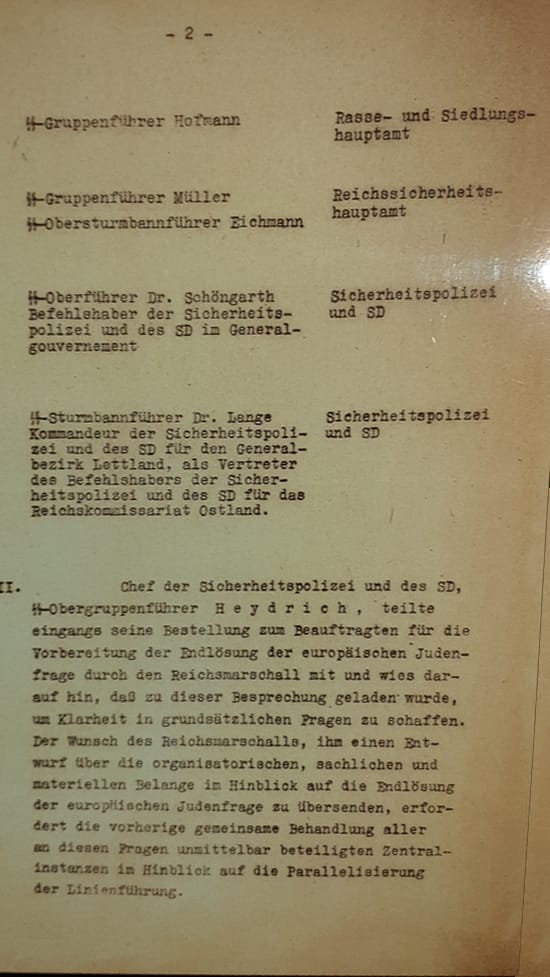 - 2 -
SS-Gruppenführer Hofmann
Rasse- und Siedlungs-
hauptamt
SS-Gruppenführer Müller
SS-Obersturmbannführer Eichmann
Reichssicherheits-
hauptamt
SS-Oberführer Dr. Schöngarth
Befehlshaber der Sicherheits-
polizei und des SD im General-
gouvernement
Sicherheitspolizei
und SD
SS-Sturmbannführer Dr. Lange
Kommandeur der Sicherheitspoli-
zei und des SD für den General-
bezirk Lettland, als Vertreter
des Befehlshabers der Sicher-
heitspolizei und des SD für das
Reichskommissariat Ostland.
Sicherheitspolizei
und SD
II. Chef der Sicherheitspolizei und des SD,
SS-Obergruppenführer H e y d r i c h , teilte
eingangs seine Bestellung zum Beauftragten für die
Vorbereitung der Endlösung der europäischen Juden-
frage durch den Reichsmarschall mit und wies dar-
auf hin, daß zu dieser Besprechung geladen wurde,
um Klarheit in grundsätzlichen Fragen zu schaffen.
Der Wunsch des Reichsmarschalls, ihm einen Ent-
wurf über die organisatorischen, sachlichen und
materiellen Belange im Hinblick auf die Endlösung
der europäischen Judenfrage zu übersenden, erfor-
dert die vorherige gemeinsame Behandlung aller
an diesen Fragen unmittelbar beteiligten Zentral-
instanzen im Hinblick auf die Parallelisierung
der Linienführung.